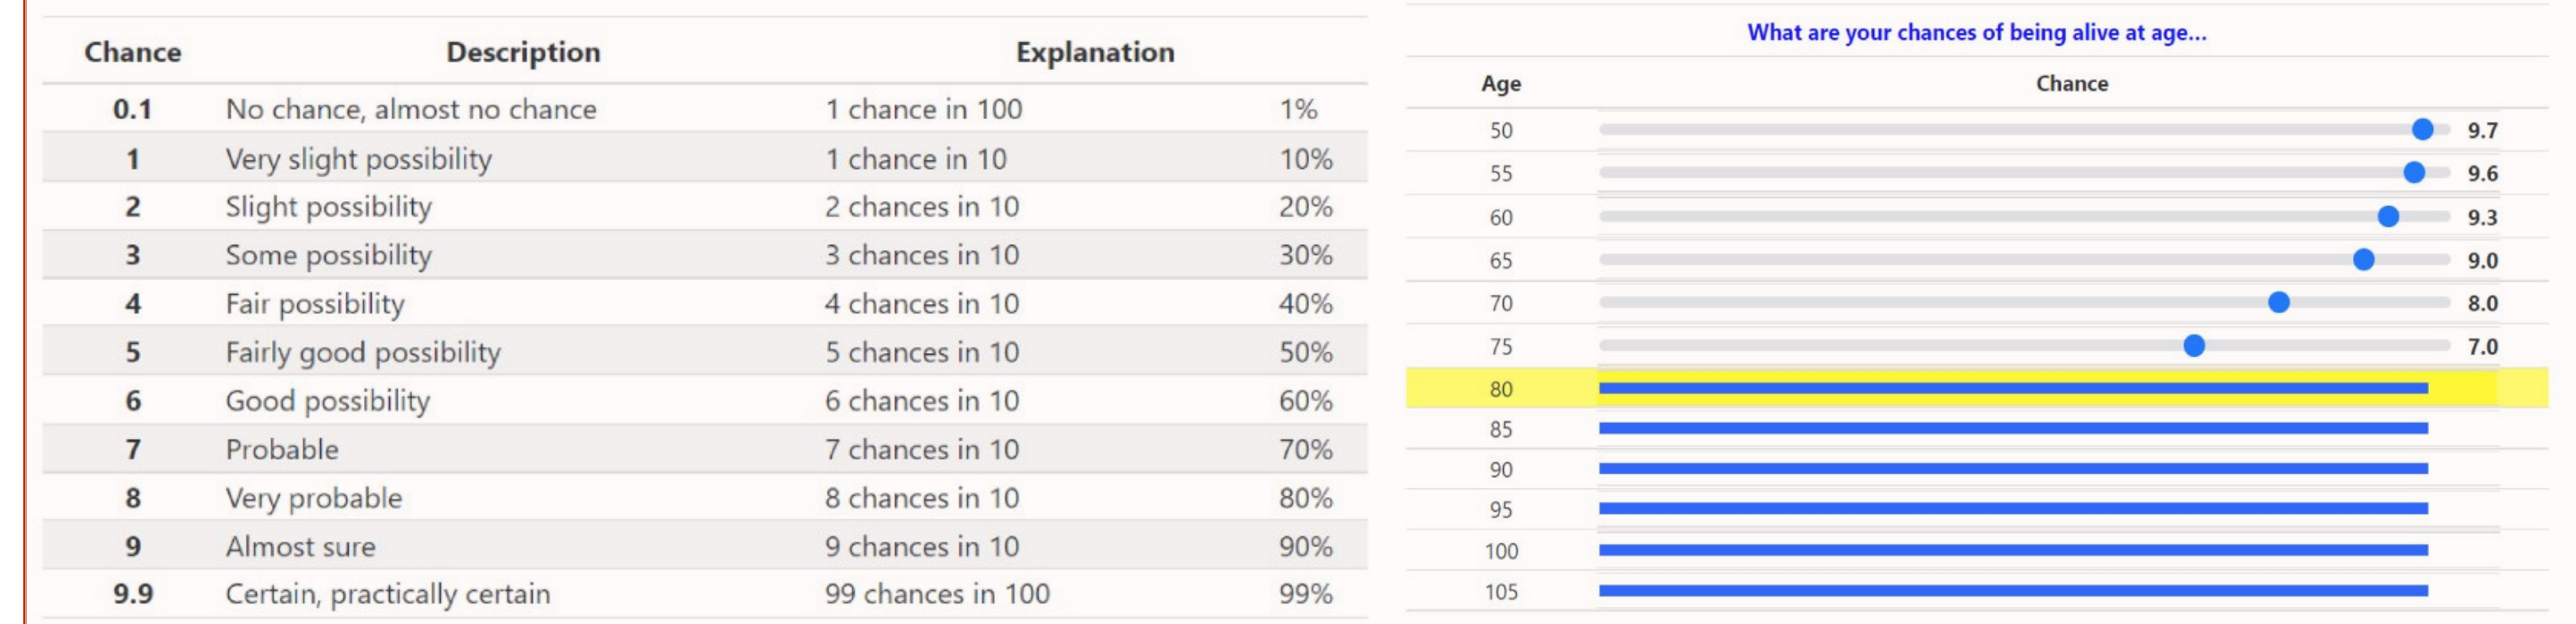 Chance Description Explanation
0.1 No chance, almost no chance 1 chance in 100 1%
1 Very slight possibility 1 chance in 10 10%
2 Slight possibility 2 chances in 10 20%
3 Some possibility 3 chances in 10 30%
4 Fair possibility 4 chances in 10 40%
5 Fairly good possibility 5 chances in 10 50%
6 Good possibility 6 chances in 10 60%
7 Probable 7 chances in 10 70%
8 Very probable 8 chances in 10 80%
9 Almost sure 9 chances in 10 90%
9.9 Certain, practically certain 99 chances in 100 99%
What are your chances of being alive at age...
Age Chance
50 9.7
55 9.6
60 9.3
65 9.0
70 8.0
75 7.0
80
85
90
95
100
105